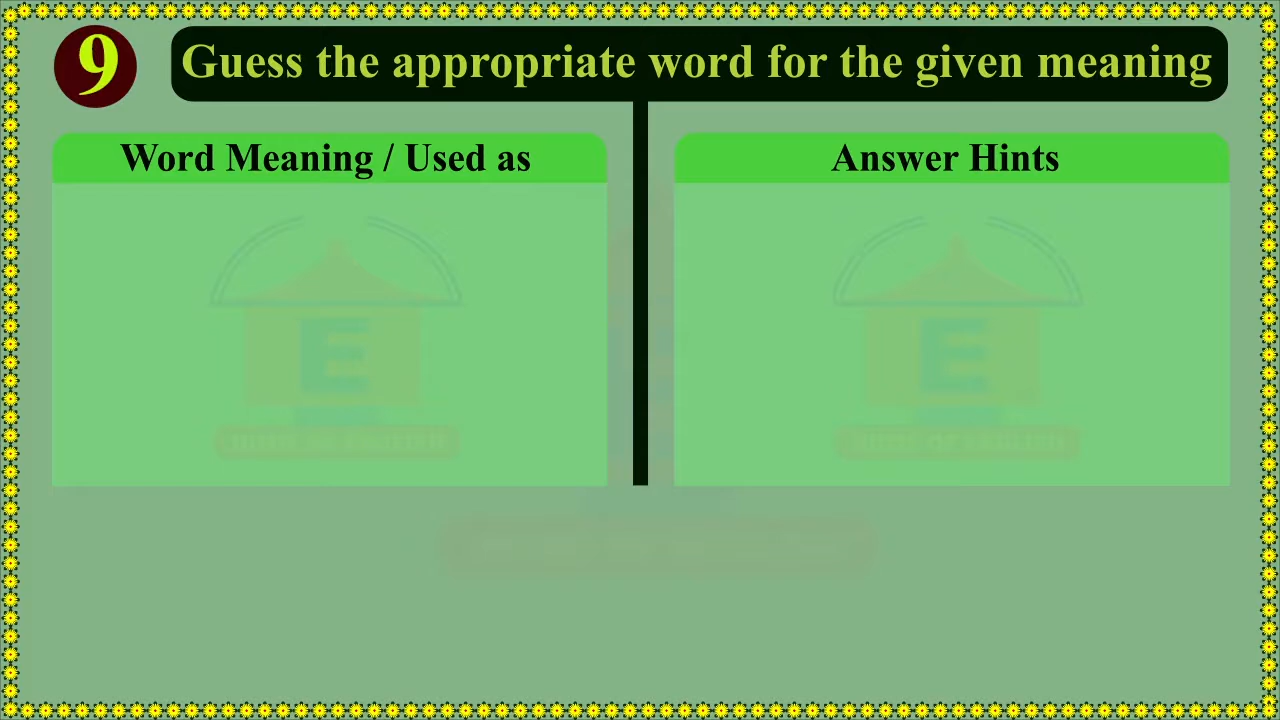 9
Guess the appropriate word for the given meaning
Word Meaning / Used as
Answer Hints
E
E